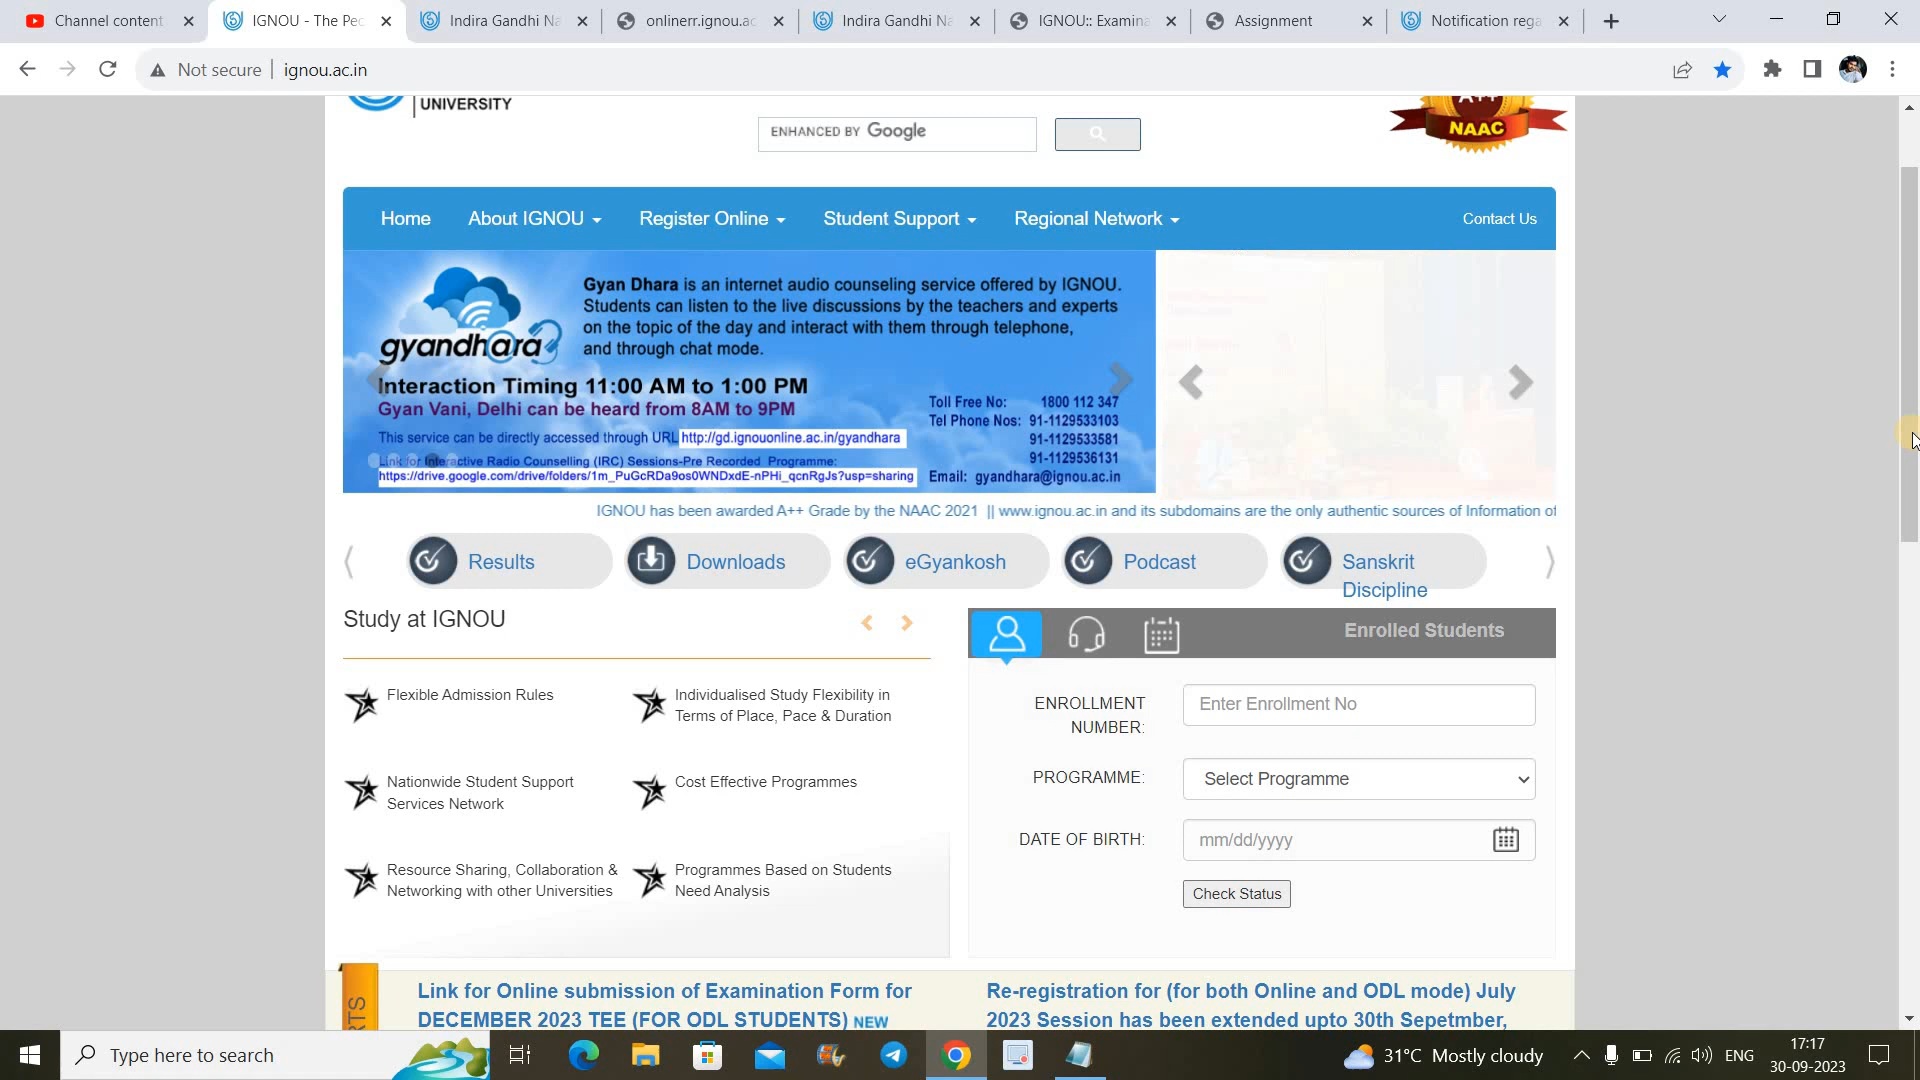 Channel content
IGNOU - The Peo
Indira Gandhi Na
onlinerr.ignou.ac
Indira Gandhi Na
IGNOU:: Examina
Assignment
Notification rega
Not secure
ignou.ac.in
UNIVERSITY
ENHANCED BY Google
A++
NAAC
Home
About IGNOU
Register Online
Student Support
Regional Network
Contact Us
gyandhara
Gyan Dhara is an internet audio counseling service offered by IGNOU.
Students can listen to the live discussions by the teachers and experts
on the topic of the day and interact with them through telephone,
and through chat mode.
Interaction Timing 11:00 AM to 1:00 PM
Gyan Vani, Delhi can be heard from 8AM to 9PM
This service can be directly accessed through URL http://gd.ignouonline.ac.in/gyandhara
Link for Interactive Radio Counselling (IRC) Sessions-Pre Recorded Programme:
https://drive.google.com/drive/folders/1m_PuGcRDa9os0WNDxdE-nPHi_qcnRgJs?usp=sharing
Toll Free No: 1800 112 347
Tel Phone Nos: 91-1129533103
91-1129533581
91-1129536131
Email: gyandhara@ignou.ac.in
IGNOU has been awarded A++ Grade by the NAAC 2021 || www.ignou.ac.in and its subdomains are the only authentic sources of Information of
Results
Downloads
eGyankosh
Podcast
Sanskrit
Discipline
Study at IGNOU
Flexible Admission Rules
Individualised Study Flexibility in
Terms of Place, Pace & Duration
Nationwide Student Support
Services Network
Cost Effective Programmes
Resource Sharing, Collaboration &
Networking with other Universities
Programmes Based on Students
Need Analysis
Enrolled Students
ENROLLMENT
NUMBER:
Enter Enrollment No
PROGRAMME:
Select Programme
DATE OF BIRTH:
mm/dd/yyyy
Check Status
RTS
Link for Online submission of Examination Form for
DECEMBER 2023 TEE (FOR ODL STUDENTS) NEW
Re-registration for (for both Online and ODL mode) July
2023 Session has been extended upto 30th Sepetmber,
Type here to search
31°C Mostly cloudy
ENG
17:17
30-09-2023